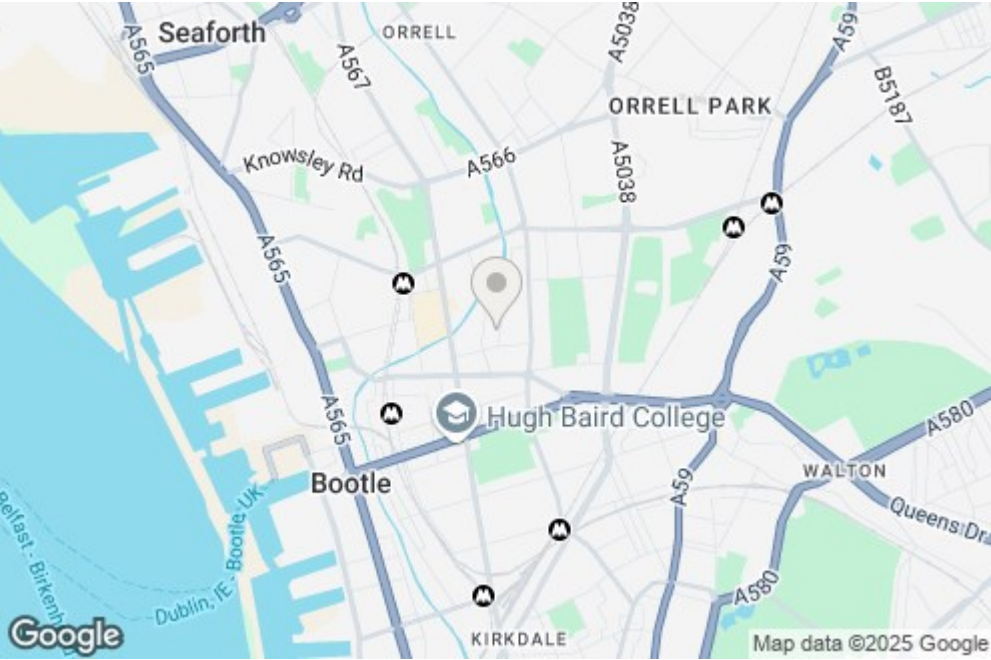 Seaforth
ORRELL
A5038
A59
A565
A567
B5187
ORRELL PARK
Knowsley Rd
A566
A5038
A565
A59
A565
Hugh Baird College
A580
Bootle
A59
WALTON
Queens Dr
Belfast - Birkenh
Dublin, IE - Bootle, UK
A580
KIRKDALE
Google
Map data ©2025 Google